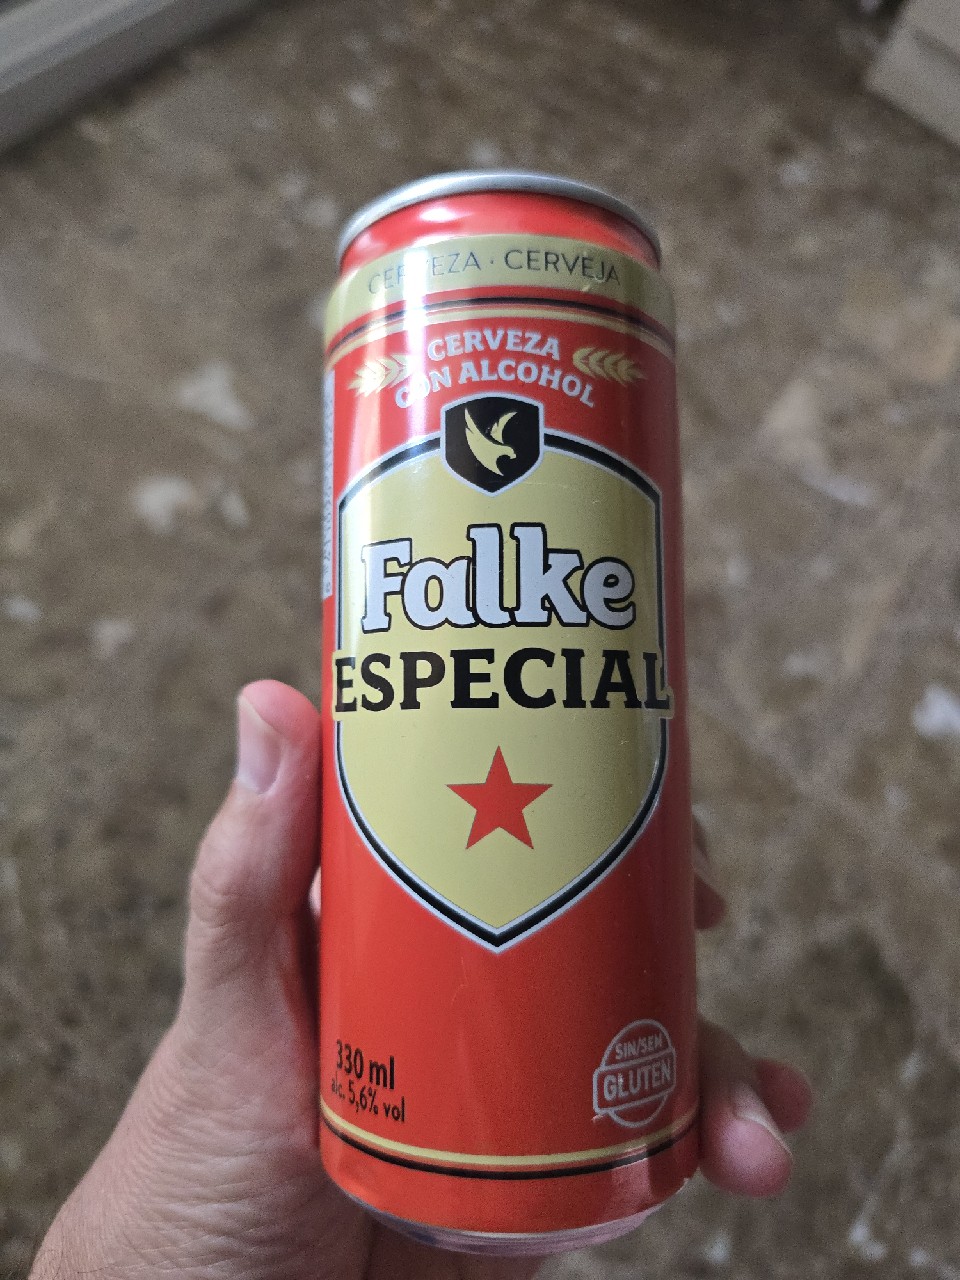 CERVEZA · CERVEJA
CERVEZA
CON ALCOHOL
Falke
ESPECIAL
330 ml
alc. 5,6% vol
SIN/SEM
GLUTEN